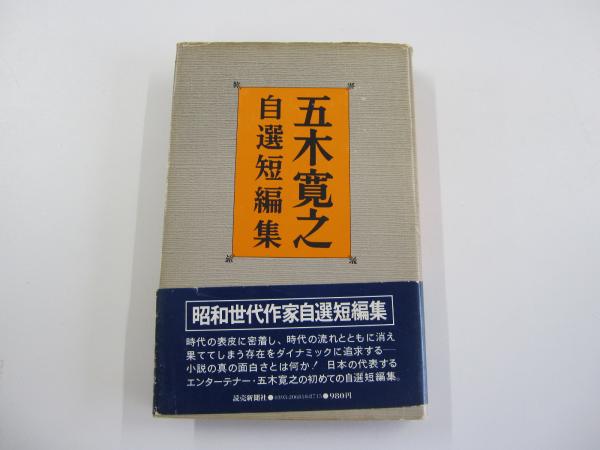 五木寛之
自選短編集
昭和世代作家自選短編集
時代の表皮に密着し、時代の流れとともに消え
果ててしまう存在をダイナミックに追求する──
小説の真の面白さとは何か！ 日本の代表する
エンターテナー・五木寛之の初めての自選短編集。
読売新聞社●0393-206810-8715●980円